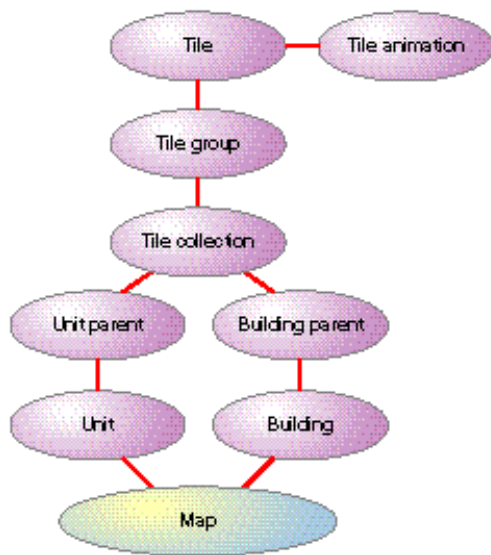 Tile
Tile animation
Tile group
Tile collection
Unit parent
Building parent
Unit
Building
Map